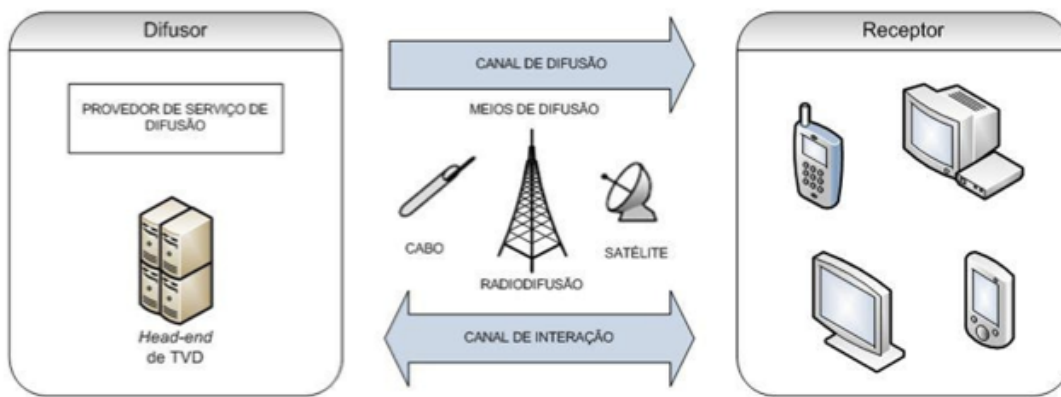 Difusor
PROVEDOR DE SERVIÇO DE
DIFUSÃO
Head-end
de TVD
CANAL DE DIFUSÃO
MEIOS DE DIFUSÃO
CABO
SATÉLITE
RADIODIFUSÃO
CANAL DE INTERAÇÃO
Receptor